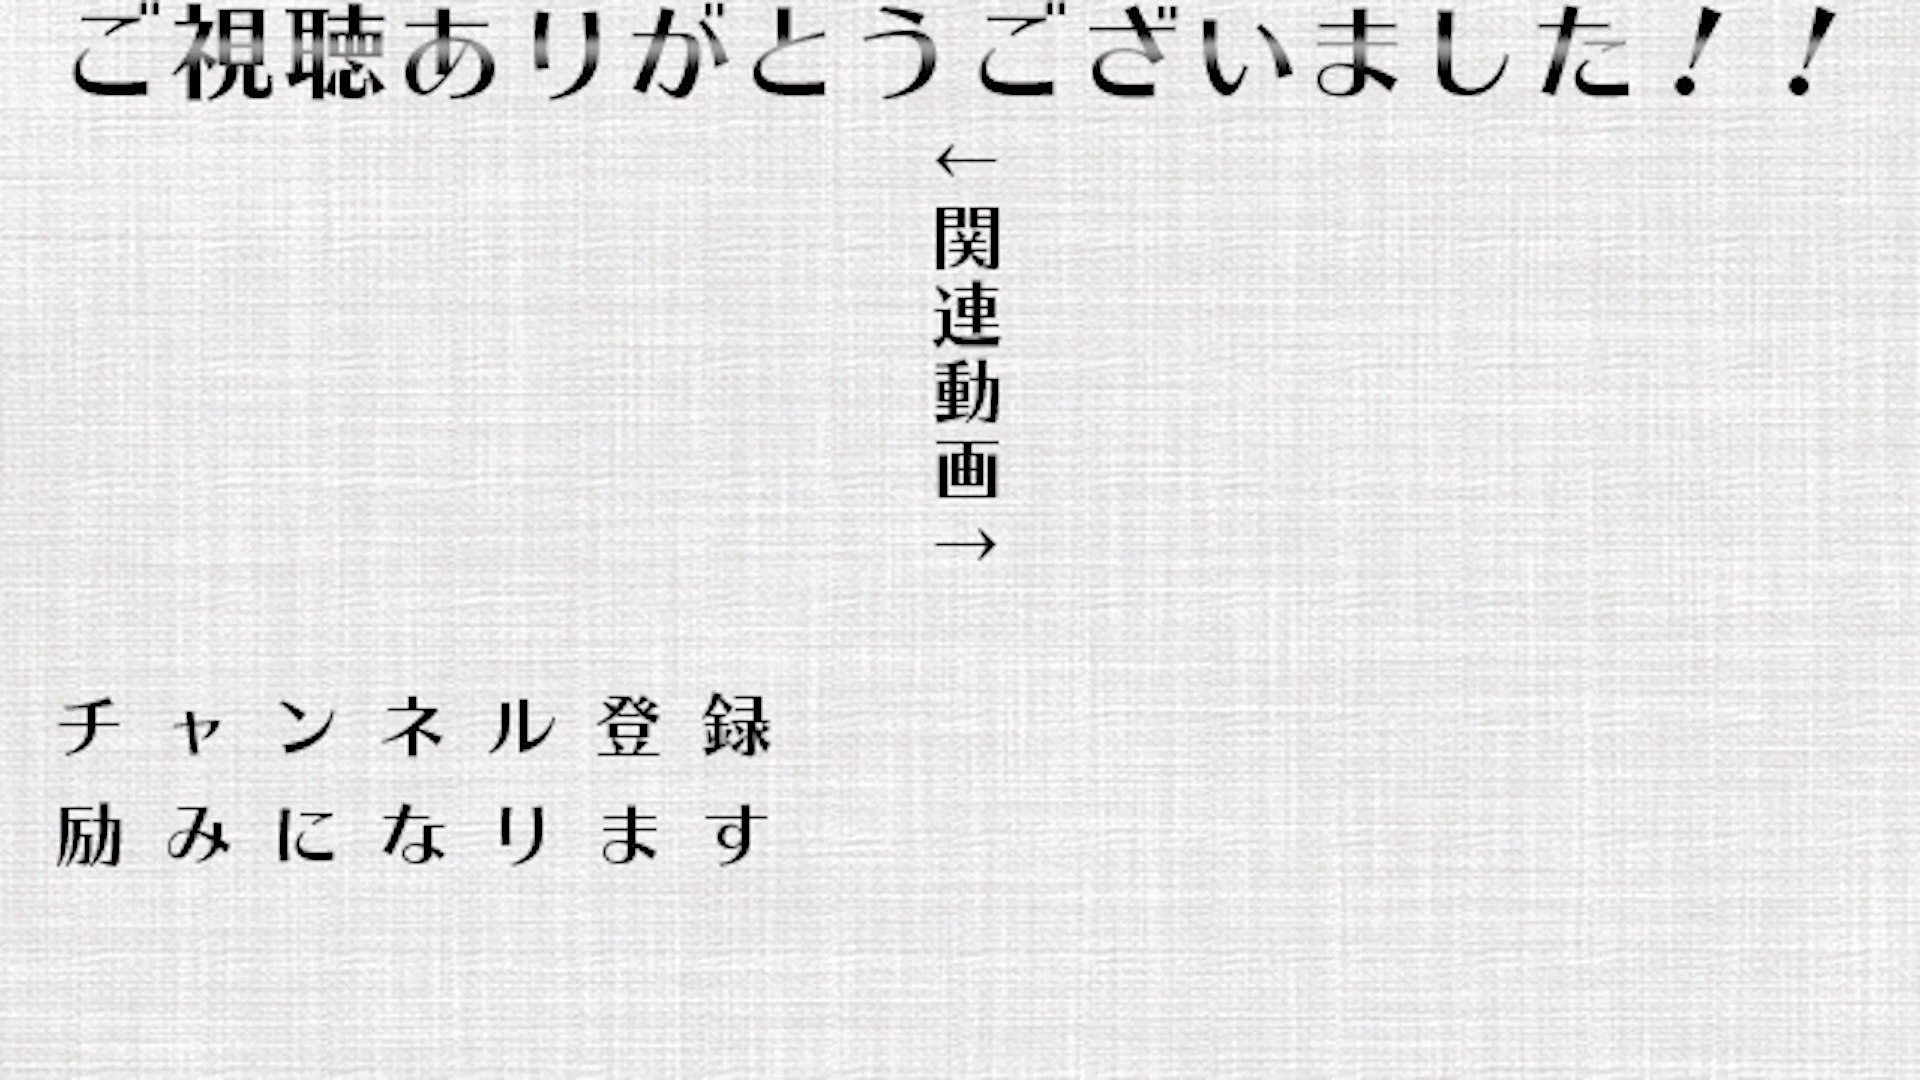 ご視聴ありがとうございました！！
←関連動画→
チャンネル登録
励みになります